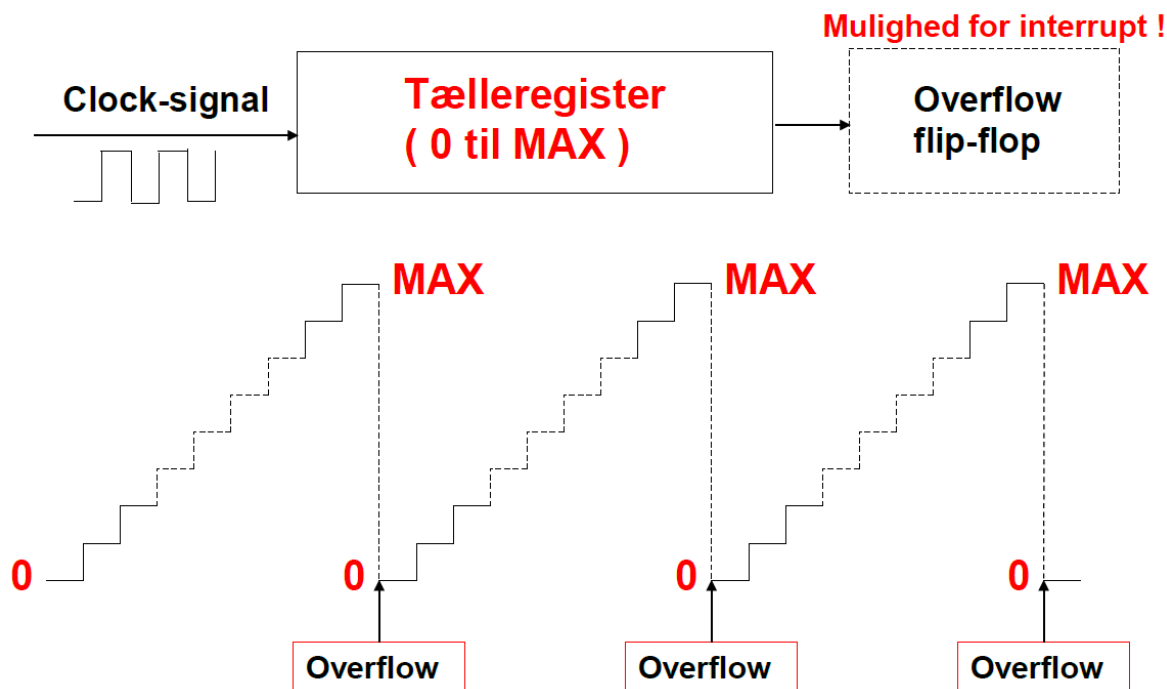 Mulighed for interrupt !
Clock-signal
Tælleregister
( 0 til MAX )
Overflow
flip-flop
MAX
MAX
MAX
0
0
0
0
Overflow
Overflow
Overflow